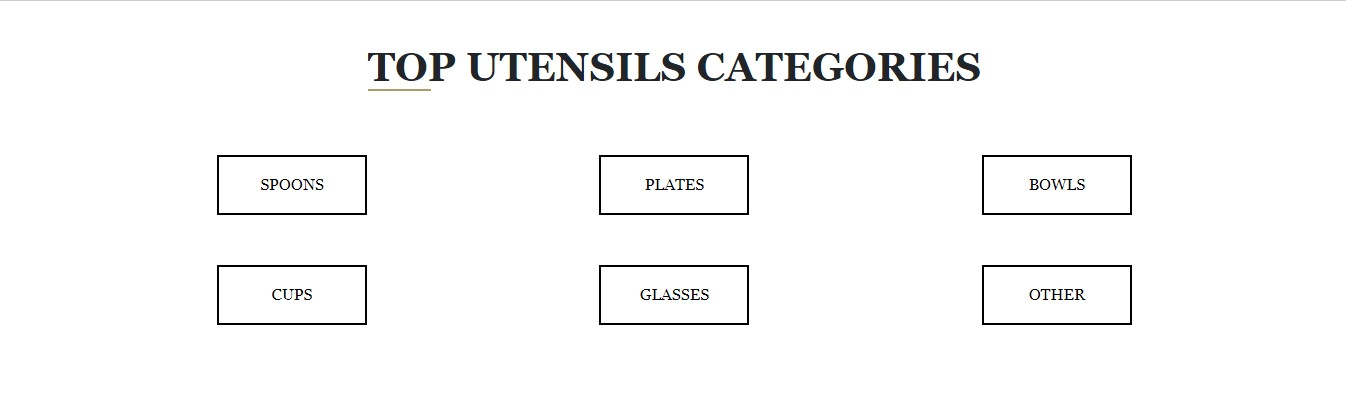 TOP UTENSILS CATEGORIES
SPOONS
PLATES
BOWLS
CUPS
GLASSES
OTHER